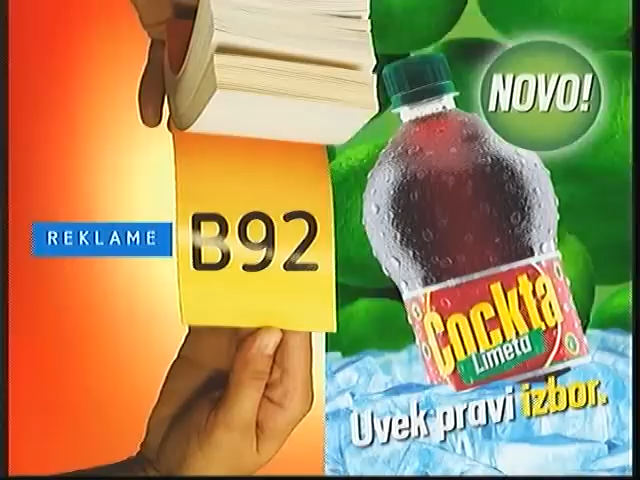 REKLAME
B92
NOVO!
Cockta
Limeta
Uvek pravi izbor.